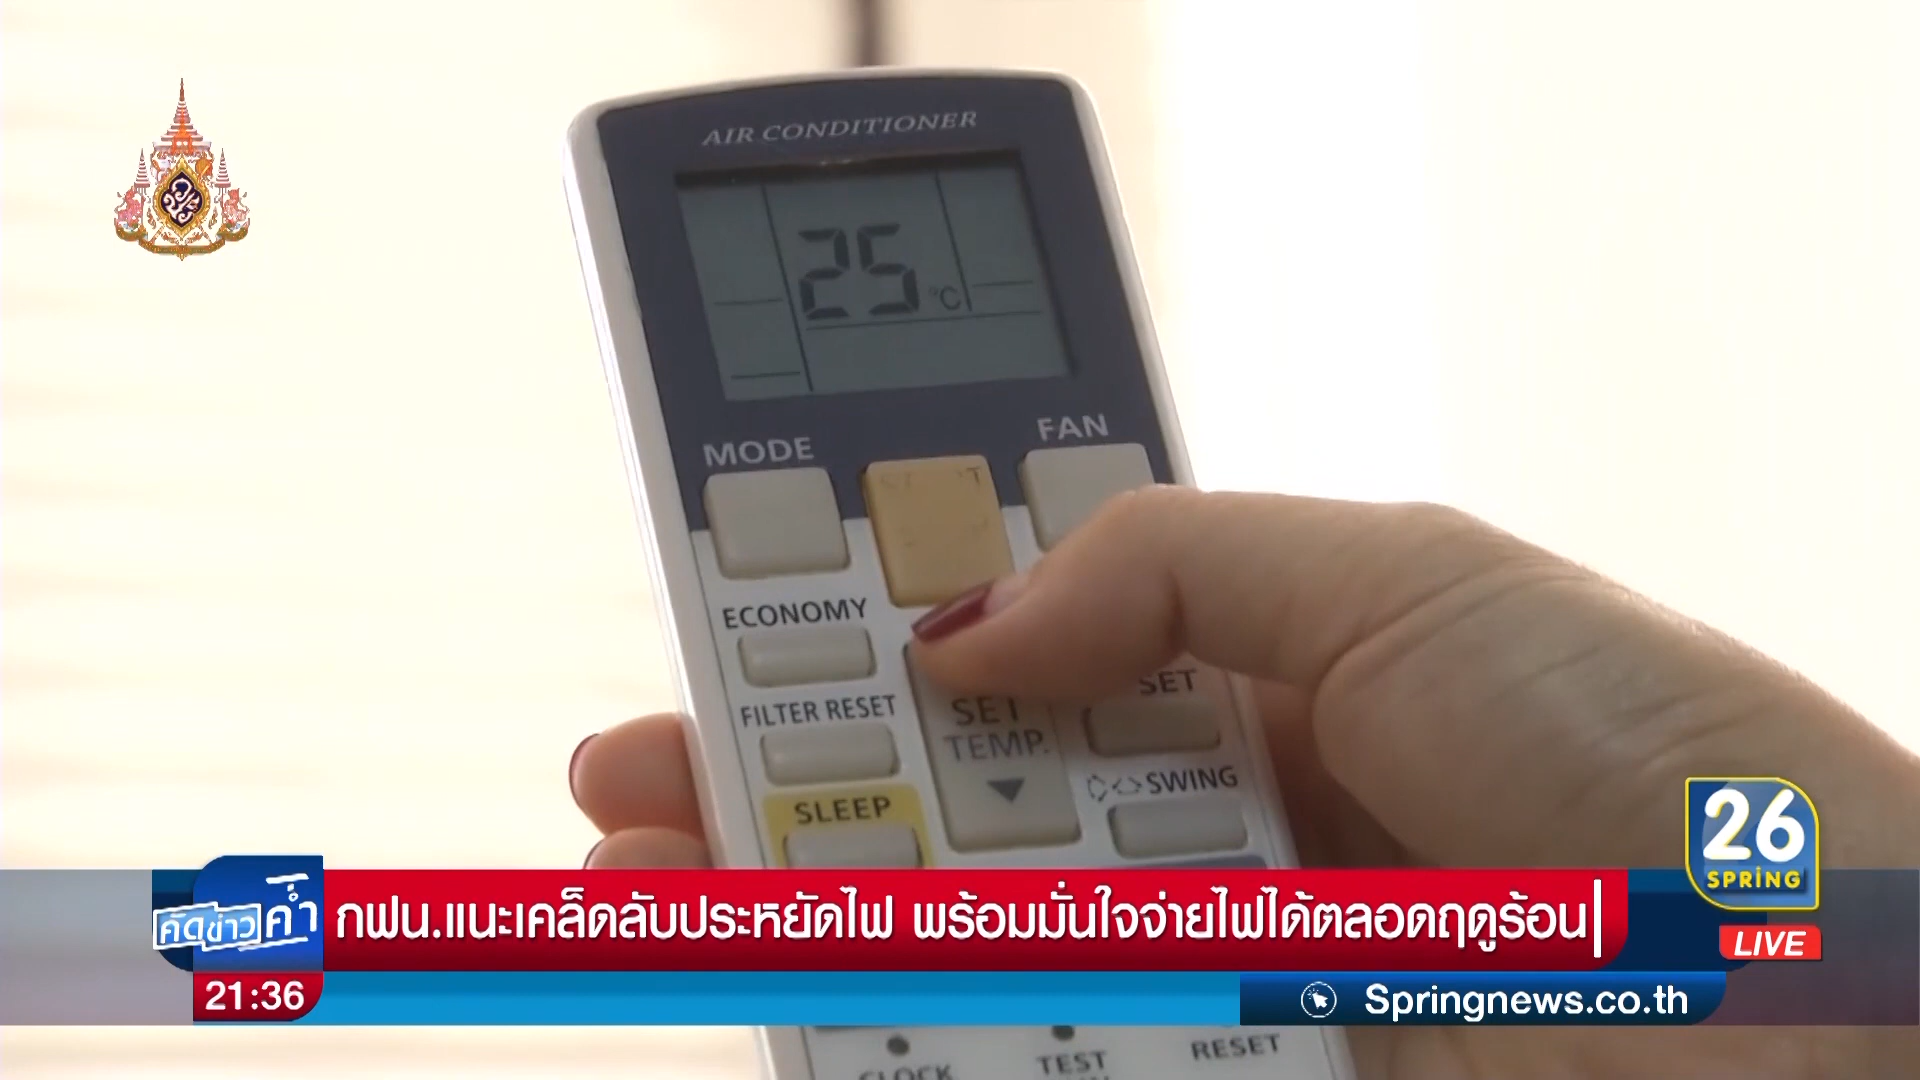 AIR CONDITIONER
25 °C
MODE
FAN
ECONOMY
FILTER RESET
SET
SET
TEMP.
SWING
SLEEP
26
SPRING
LIVE
คัดข่าวค่ำ
กฟน.แนะเคล็ดลับประหยัดไฟ พร้อมมั่นใจจ่ายไฟได้ตลอดฤดูร้อน
21:36
Springnews.co.th
CLOCK
TEST
RESET